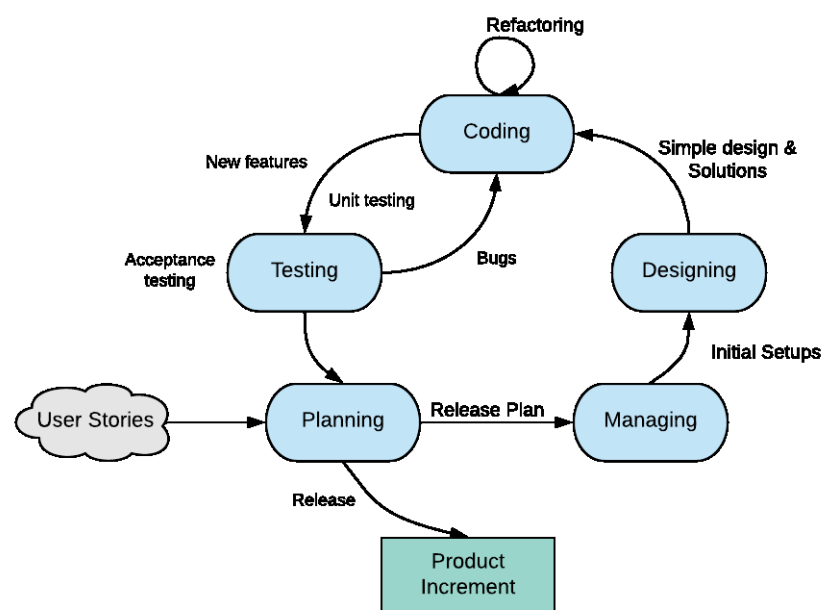 Refactoring
Coding
Simple design &
Solutions
New features
Unit testing
Acceptance
testing
Testing
Bugs
Designing
Initial Setups
User Stories
Planning
Release Plan
Managing
Release
Product
Increment